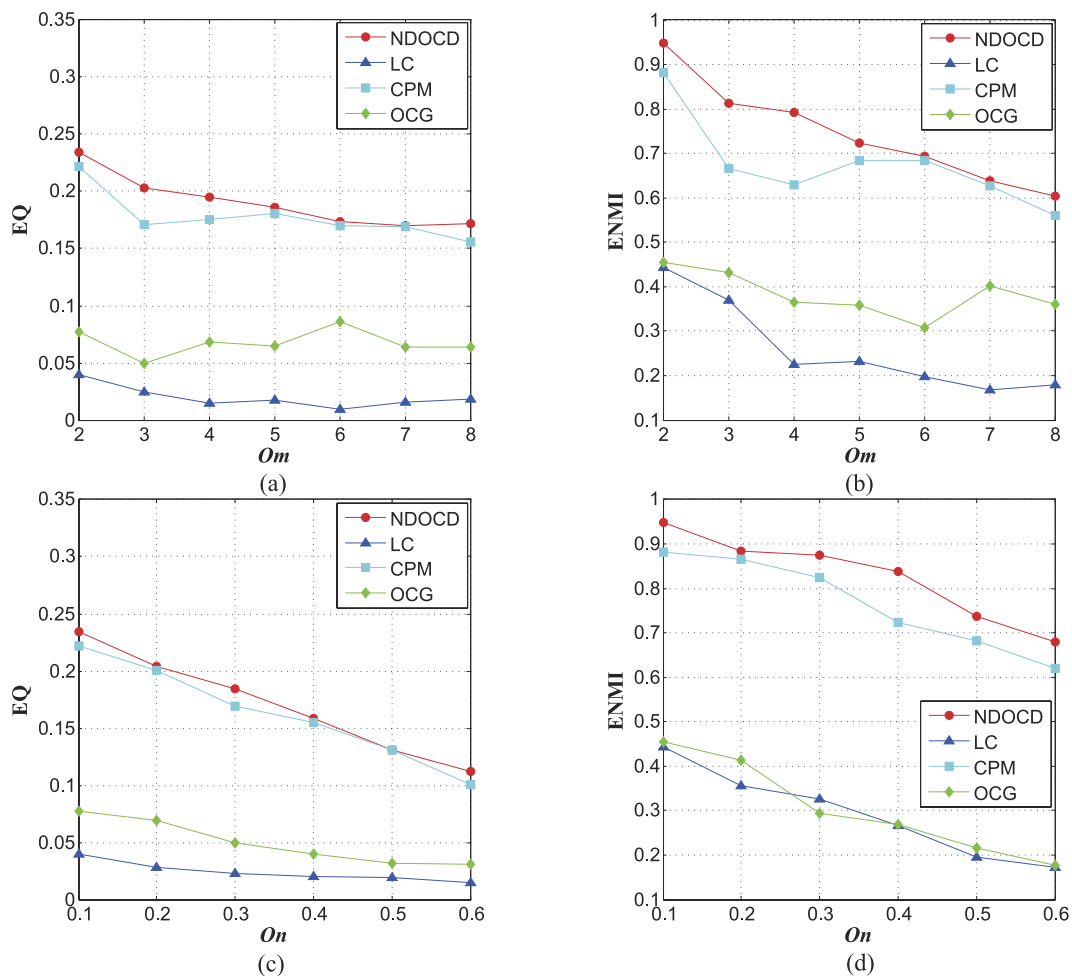 0.35
0.3
0.25
0.2
0.15
0.1
0.05
0
EQ
2 3 4 5 6 7 8
Om
(a)
NDOCD
LC
CPM
OCG
1
0.9
0.8
0.7
0.6
0.5
0.4
0.3
0.2
0.1
ENMI
2 3 4 5 6 7 8
Om
(b)
NDOCD
LC
CPM
OCG
0.35
0.3
0.25
0.2
0.15
0.1
0.05
0
EQ
0.1 0.2 0.3 0.4 0.5 0.6
On
(c)
NDOCD
LC
CPM
OCG
1
0.9
0.8
0.7
0.6
0.5
0.4
0.3
0.2
0.1
ENMI
0.1 0.2 0.3 0.4 0.5 0.6
On
(d)
NDOCD
LC
CPM
OCG